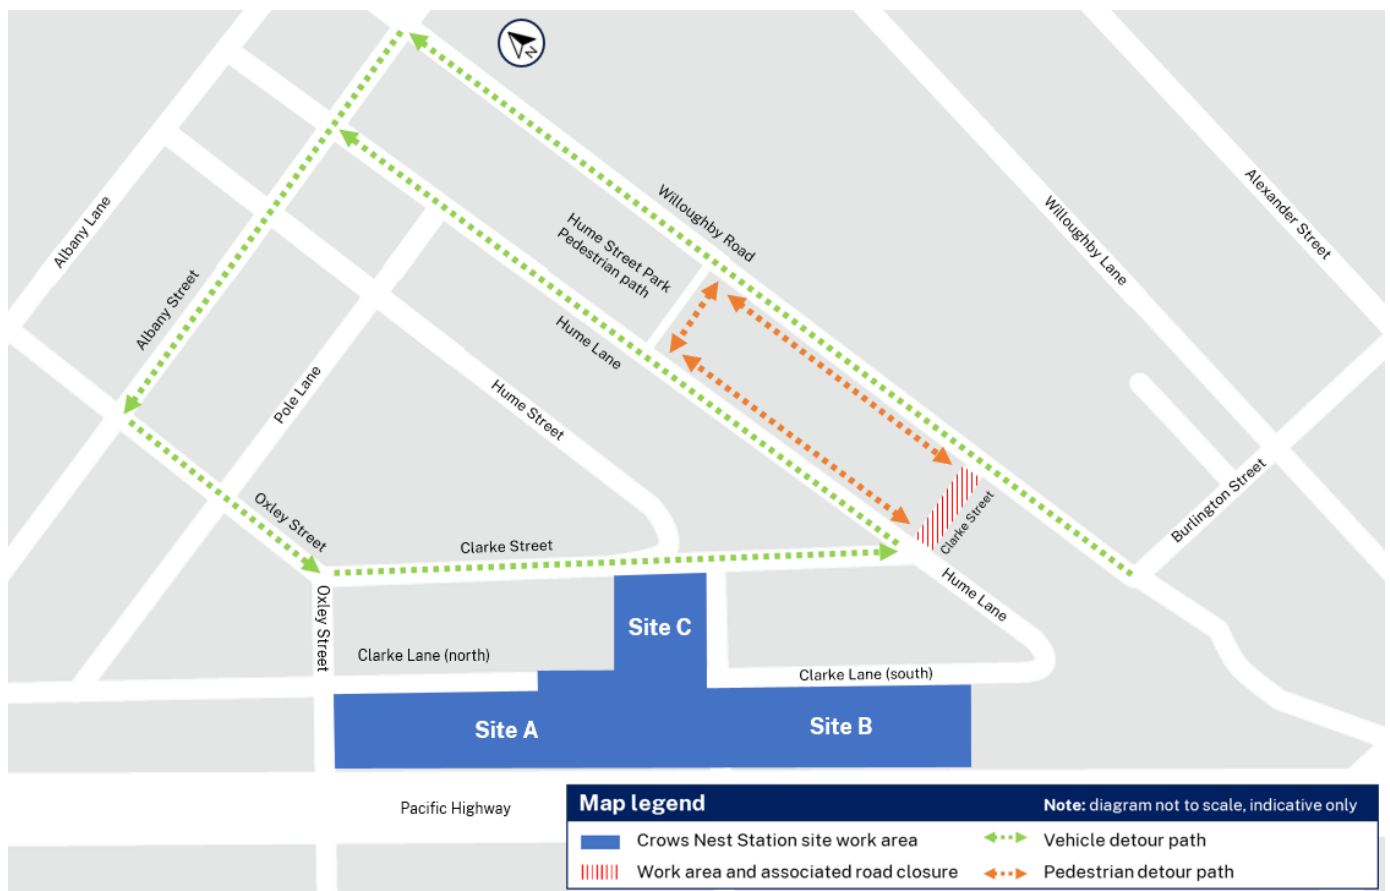 N
Albany Lane
Albany Street
Pole Lane
Hume Street Park
Pedestrian path
Willoughby Road
Willoughby Lane
Alexander Street
Hume Lane
Hume Street
Burlington Street
Clarke Street
Oxley Street
Clarke Street
Hume Lane
Oxley Street
Site C
Clarke Lane (north)
Clarke Lane (south)
Site A
Site B
Pacific Highway
Map legend
Note: diagram not to scale, indicative only
Crows Nest Station site work area
Vehicle detour path
Work area and associated road closure
Pedestrian detour path